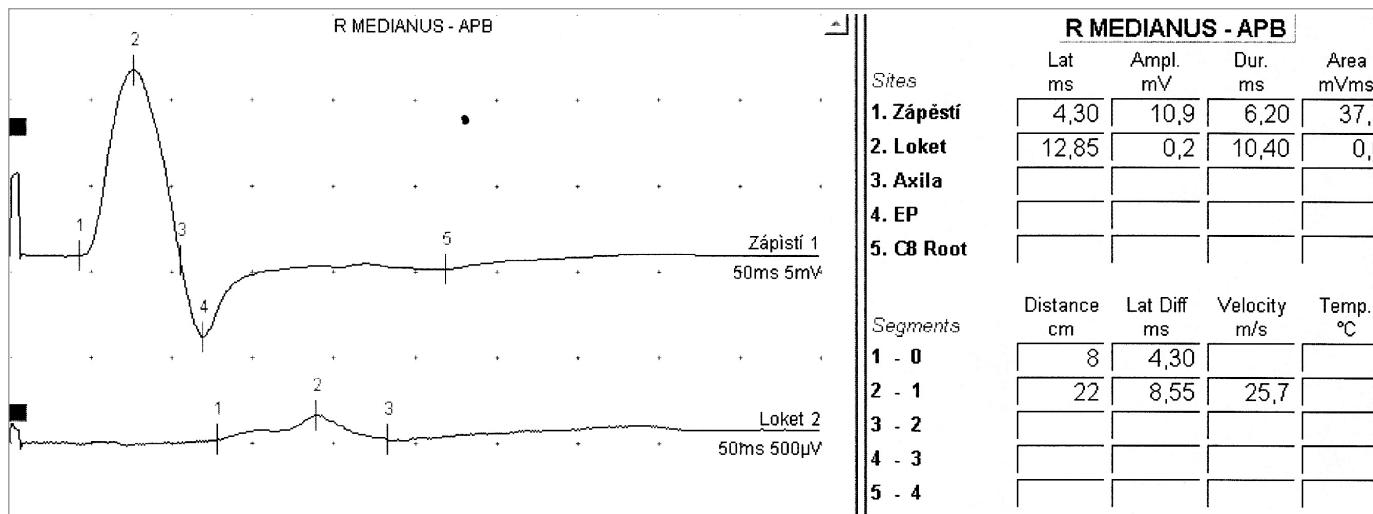 R MEDIANUS - APB
2
1
3
4
5
Zápìstí 1
50ms 5mV
1
2
3
Loket 2
50ms 500µV
R MEDIANUS - APB
Sites Lat ms Ampl. mV Dur. ms Area mVms
1. Zápěstí 4,30 10,9 6,20 37,
2. Loket 12,85 0,2 10,40 0,
3. Axila
4. EP
5. C8 Root
Segments Distance cm Lat Diff ms Velocity m/s Temp. °C
1 - 0 8 4,30
2 - 1 22 8,55 25,7
3 - 2
4 - 3
5 - 4